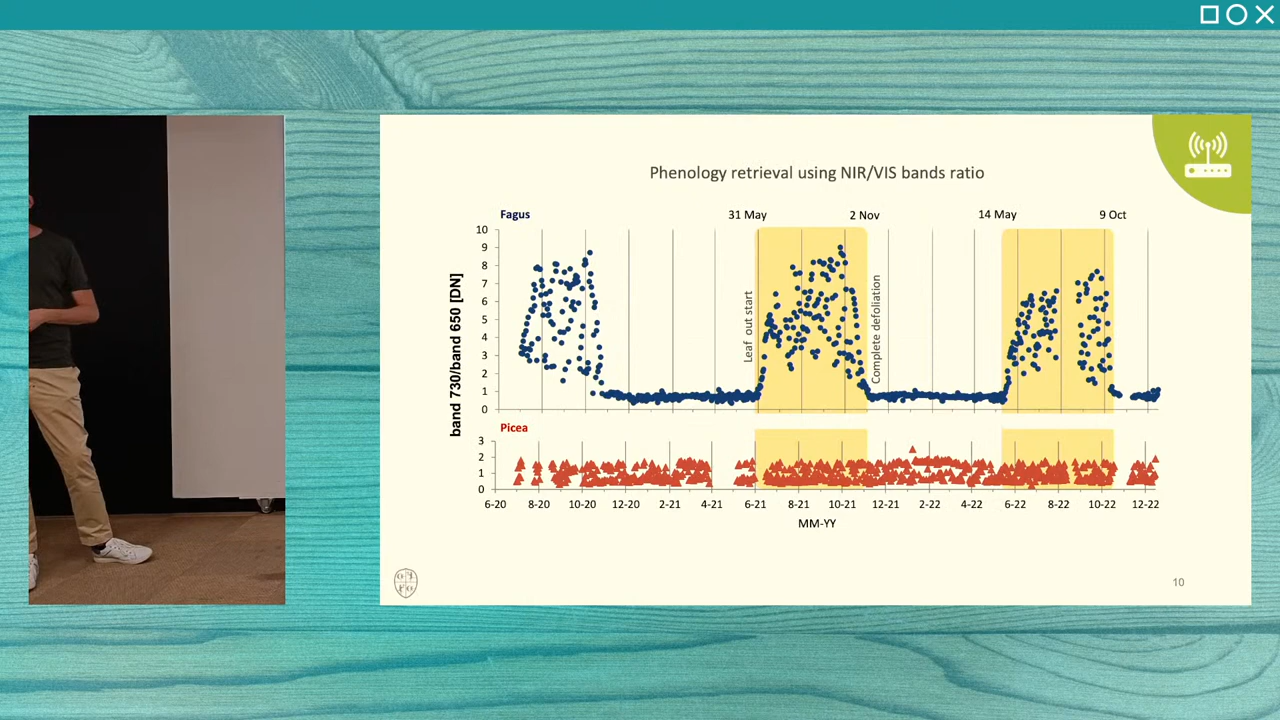 Phenology retrieval using NIR/VIS bands ratio
Fagus
31 May
2 Nov
14 May
9 Oct
10
9
8
7
6
5
4
3
2
1
0
band 730/band 650 [DN]
Leaf out start
Complete defoliation
Picea
3
2
1
0
6-20 8-20 10-20 12-20 2-21 4-21 6-21 8-21 10-21 12-21 2-22 4-22 6-22 8-22 10-22 12-22
MM-YY
10